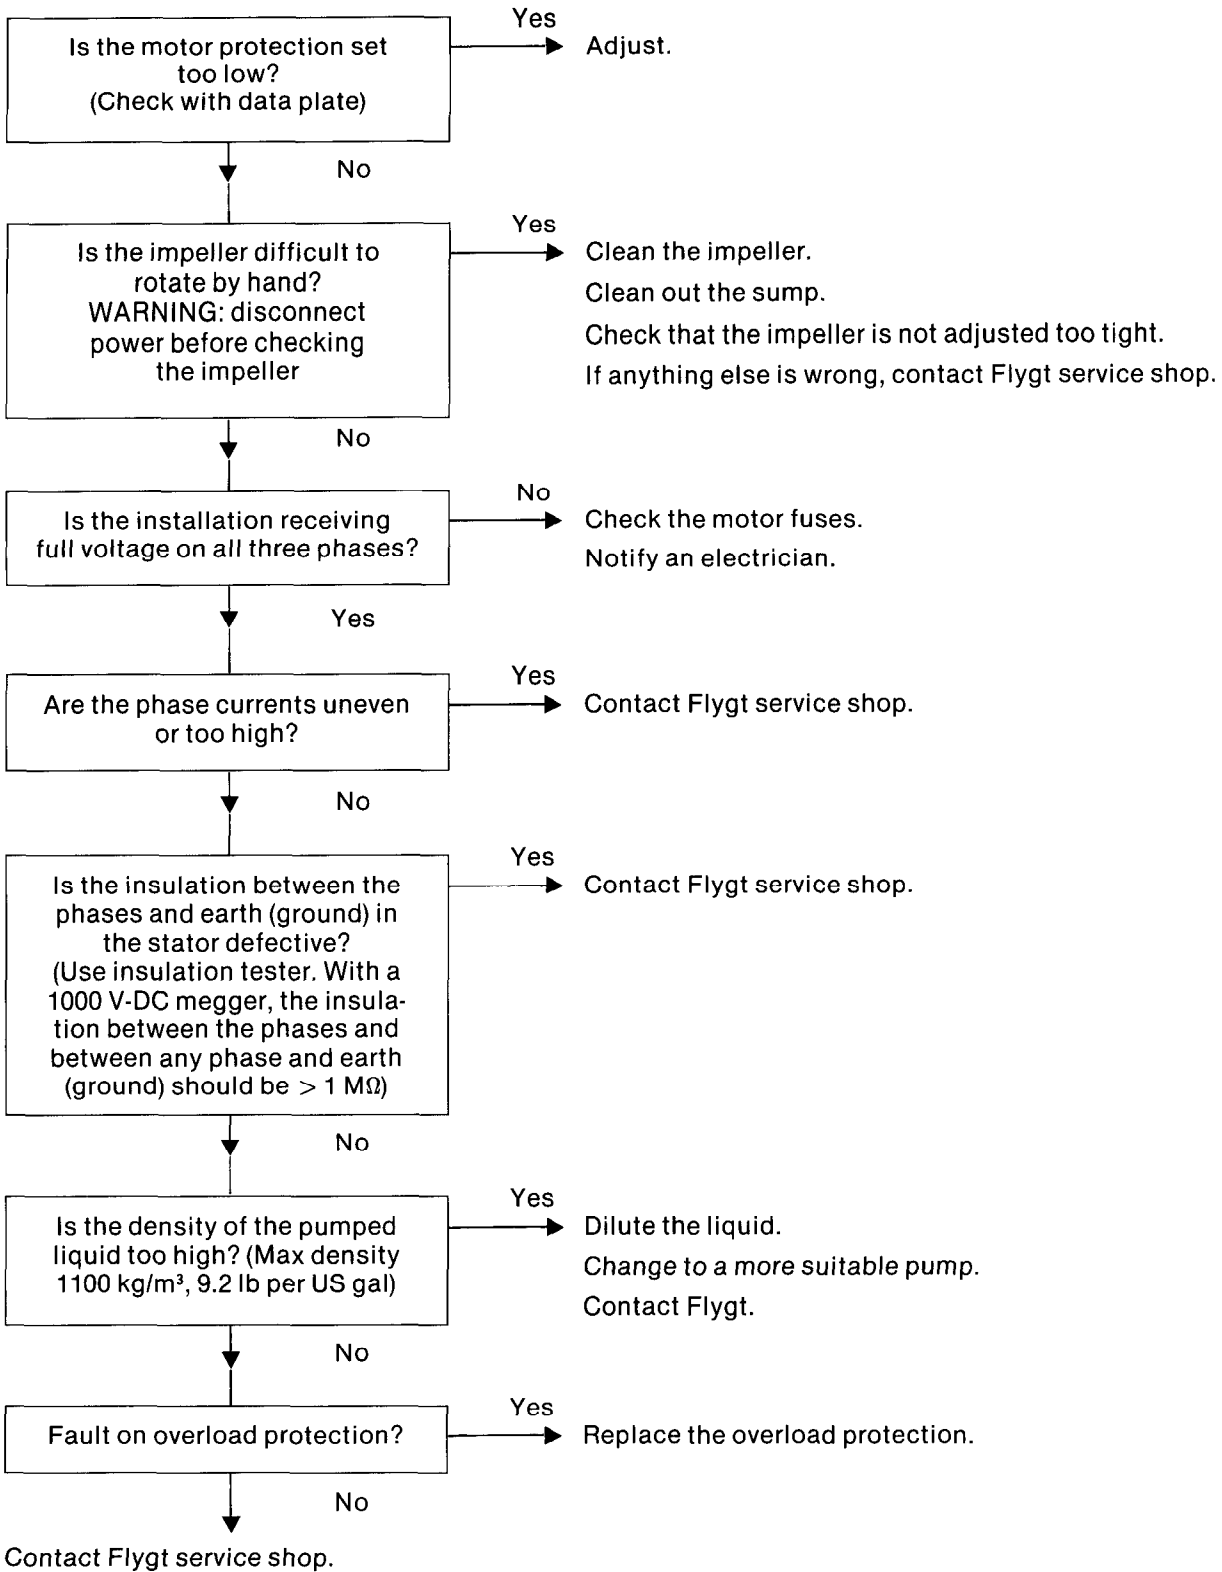 Is the motor protection set
too low?
(Check with data plate)
Yes
Adjust.
No
Is the impeller difficult to
rotate by hand?
WARNING: disconnect
power before checking
the impeller
Yes
Clean the impeller.
Clean out the sump.
Check that the impeller is not adjusted too tight.
If anything else is wrong, contact Flygt service shop.
No
Is the installation receiving
full voltage on all three phases?
No
Check the motor fuses.
Notify an electrician.
Yes
Are the phase currents uneven
or too high?
Yes
Contact Flygt service shop.
No
Is the insulation between the
phases and earth (ground) in
the stator defective?
(Use insulation tester. With a
1000 V-DC megger, the insula-
tion between the phases and
between any phase and earth
(ground) should be > 1 MΩ)
Yes
Contact Flygt service shop.
No
Is the density of the pumped
liquid too high? (Max density
1100 kg/m³, 9.2 lb per US gal)
Yes
Dilute the liquid.
Change to a more suitable pump.
Contact Flygt.
No
Fault on overload protection?
Yes
Replace the overload protection.
No
Contact Flygt service shop.